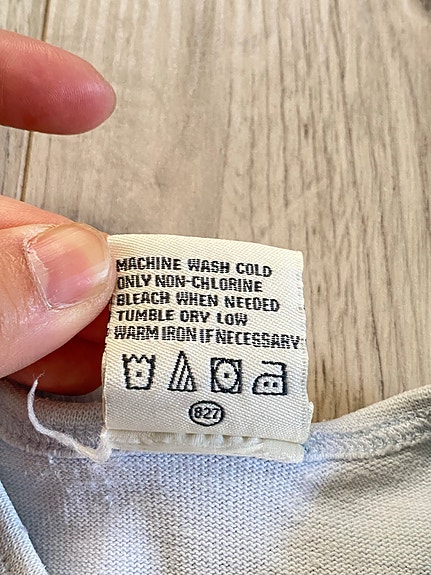 MACHINE WASH COLD
ONLY NON-CHLORINE
BLEACH WHEN NEEDED
TUMBLE DRY LOW
WARM IRON IF NECESSARY
827